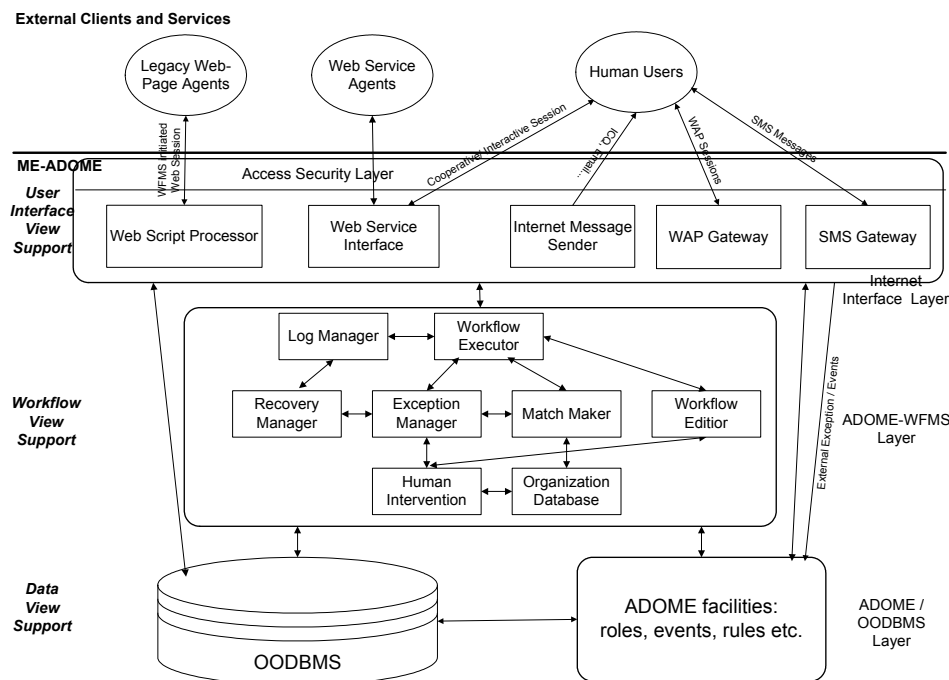 External Clients and Services
Legacy Web-
Page Agents
Web Service
Agents
Human Users
WFMS Initiated
Web Session
Cooperative/ Interactive Session
ICQ, Email,...
WAP
Sessions
SMS Messages
ME-ADOME
Access Security Layer
User
Interface
View
Support
Web Script Processor
Web Service
Interface
Internet Message
Sender
WAP Gateway
SMS Gateway
Internet
Interface Layer
Log Manager
Workflow
Executor
Workflow
View
Support
Recovery
Manager
Exception
Manager
Match Maker
Workflow
Editior
Human
Intervention
Organization
Database
External Exception / Events
ADOME-WFMS
Layer
Data
View
Support
OODBMS
ADOME facilities:
roles, events, rules etc.
ADOME /
OODBMS
Layer